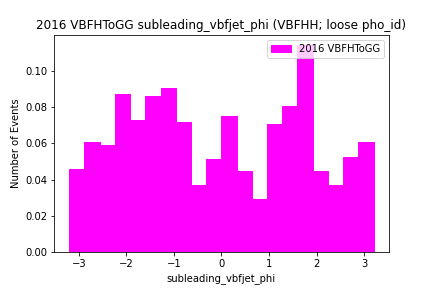 2016 VBFHToGG subleading_vbfjet_phi (VBFHH; loose pho_id)
2016 VBFHToGG
0.10
0.08
0.06
0.04
0.02
0.00
Number of Events
−3 −2 −1 0 1 2 3
subleading_vbfjet_phi